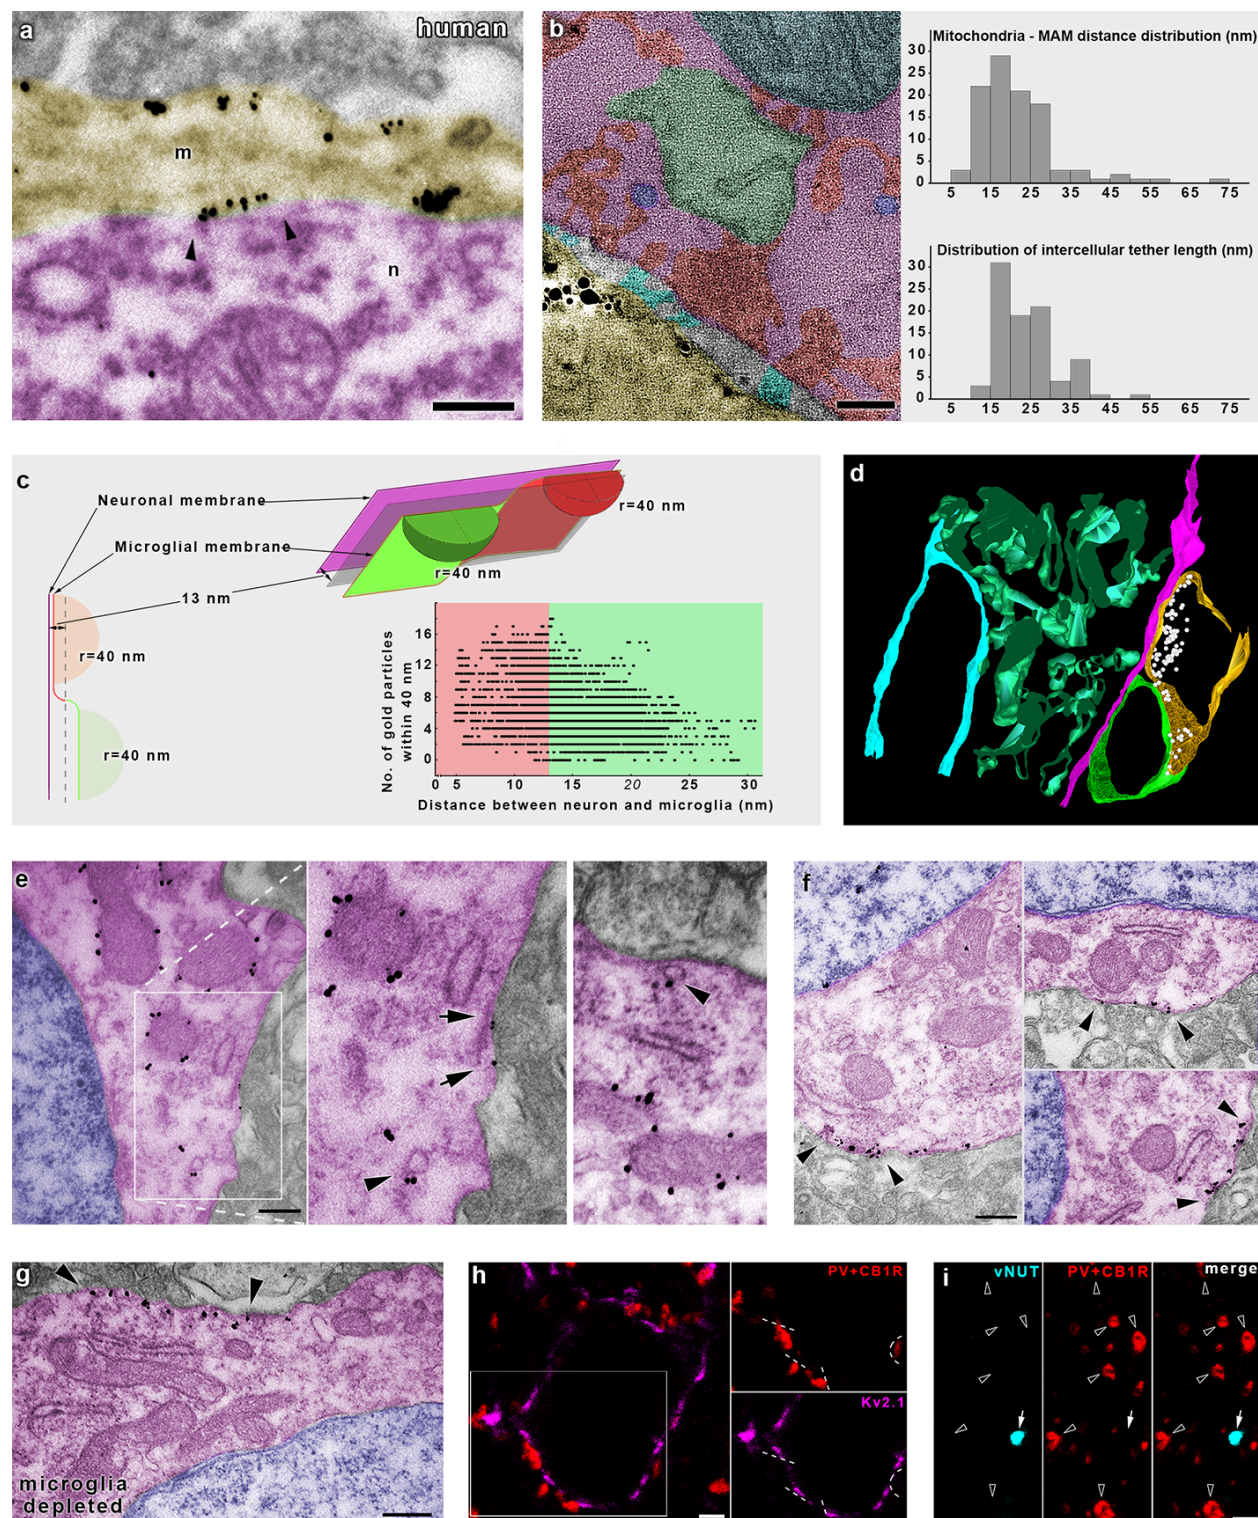 a
human
m
n
b
Mitochondria - MAM distance distribution (nm)
30
25
20
15
10
5
0
5 15 25 35 45 55 65 75
Distribution of intercellular tether length (nm)
30
25
20
15
10
5
0
5 15 25 35 45 55 65 75
c
Neuronal membrane
Microglial membrane
13 nm
r=40 nm
r=40 nm
r=40 nm
r=40 nm
No. of gold particles
within 40 nm
16
12
8
4
0
0 5 10 15 20 25 30
Distance between neuron and microglia (nm)
d
e
f
g
microglia
depleted
h
PV+CB1R
Kv2.1
i
vNUT
PV+CB1R
merge